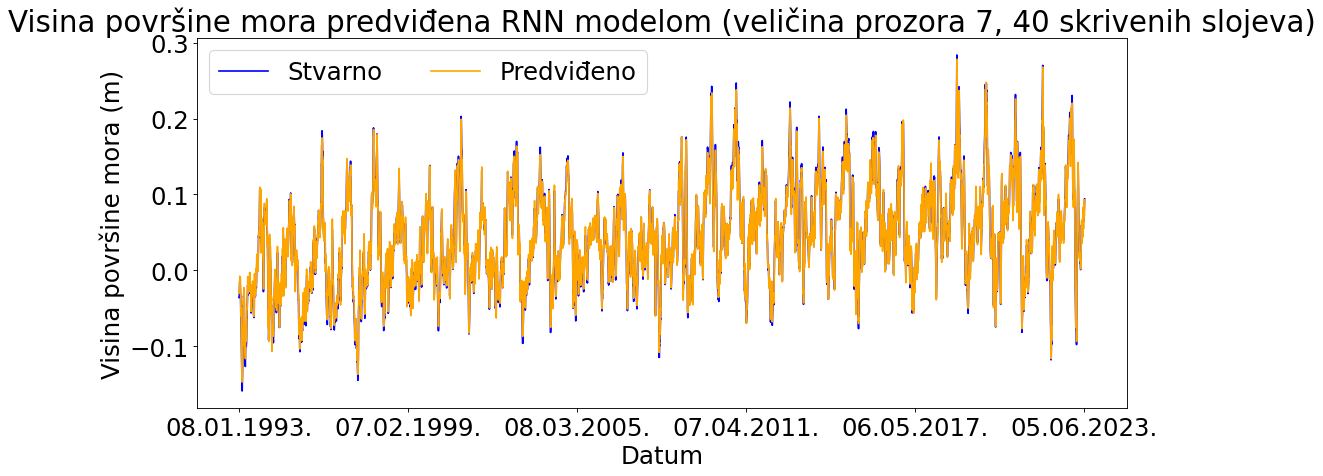 Visina površine mora predviđena RNN modelom (veličina prozora 7, 40 skrivenih slojeva)
Stvarno Predviđeno
Visina površine mora (m)
0.3
0.2
0.1
0.0
−0.1
08.01.1993. 07.02.1999. 08.03.2005. 07.04.2011. 06.05.2017. 05.06.2023.
Datum